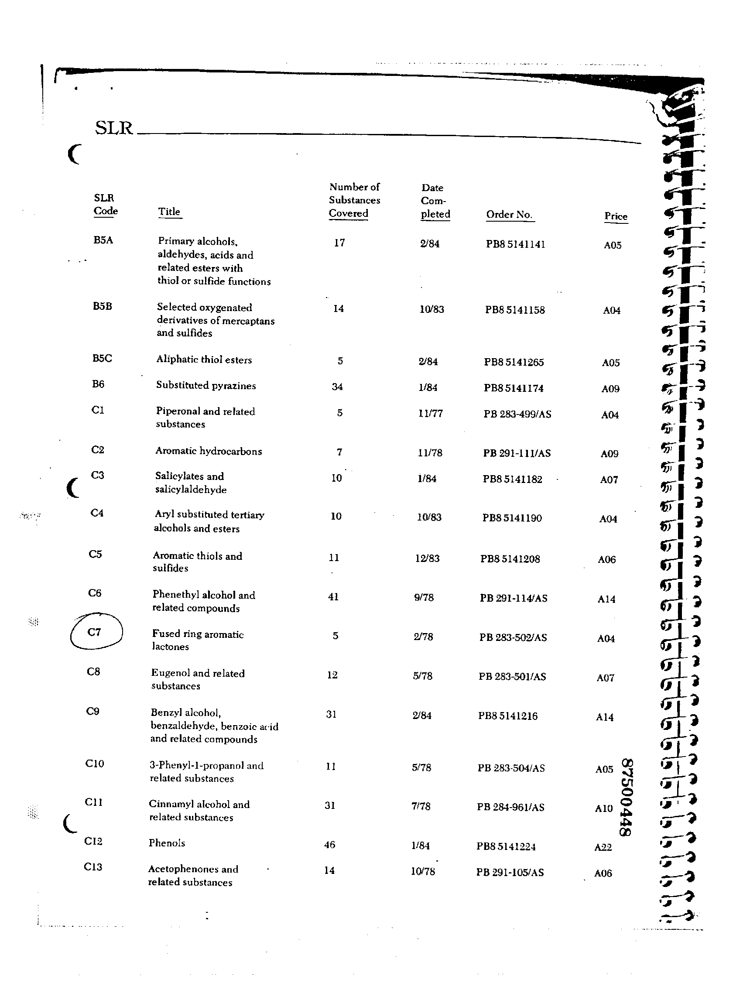 SLR
Number of Date
SLR Substances Com-
Code Title Covered pleted Order No. Price
B5A Primary alcohols, 17 2/84 PB8 5141141 A05
aldehydes, acids and
related esters with
thiol or sulfide functions
B5B Selected oxygenated 14 10/83 PB8 5141158 A04
derivatives of mercaptans
and sulfides
B5C Aliphatic thiol esters 5 2/84 PB8 5141265 A05
B6 Substituted pyrazines 34 1/84 PB8 5141174 A09
C1 Piperonal and related 5 11/77 PB 283-499/AS A04
substances
C2 Aromatic hydrocarbons 7 11/78 PB 291-111/AS A09
C3 Salicylates and 10 1/84 PB8 5141182 A07
salicylaldehyde
C4 Aryl substituted tertiary 10 10/83 PB8 5141190 A04
alcohols and esters
C5 Aromatic thiols and 11 12/83 PB8 5141208 A06
sulfides
C6 Phenethyl alcohol and 41 9/78 PB 291-114/AS A14
related compounds
C7 Fused ring aromatic 5 2/78 PB 283-502/AS A04
lactones
C8 Eugenol and related 12 5/78 PB 283-501/AS A07
substances
C9 Benzyl alcohol, 31 2/84 PB8 5141216 A14
benzaldehyde, benzoic acid
and related compounds
C10 3-Phenyl-1-propanol and 11 5/78 PB 283-504/AS A05
related substances
C11 Cinnamyl alcohol and 31 7/78 PB 284-961/AS A10
related substances
C12 Phenols 46 1/84 PB8 5141224 A22
C13 Acetophenones and 14 10/78 PB 291-105/AS A06
related substances
87500448